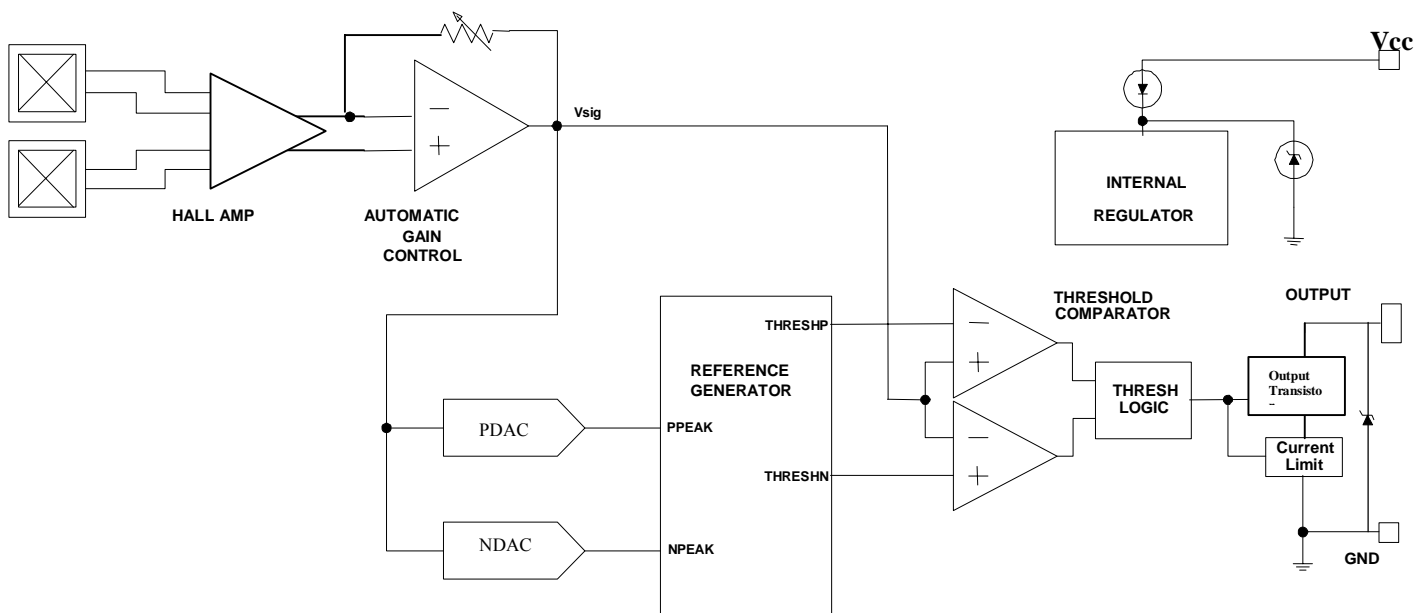 Vcc
Vsig
INTERNAL
REGULATOR
HALL AMP
AUTOMATIC
GAIN
CONTROL
THRESHOLD
COMPARATOR
OUTPUT
THRESHP
REFERENCE
GENERATOR
THRESH
LOGIC
Output
Transisto
PDAC
PPEAK
Current
Limit
THRESHN
NDAC
NPEAK
GND